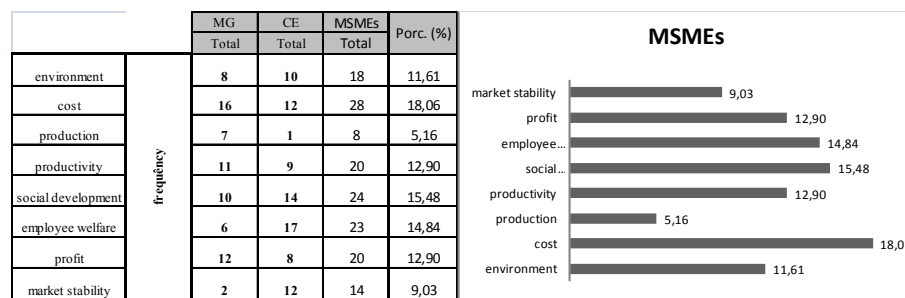 MG CE MSMEs Porc. (%)
Total Total Total
environment 8 10 18 11,61
cost 16 12 28 18,06
production 7 1 8 5,16
productivity 11 9 20 12,90
social development 10 14 24 15,48
employee welfare 6 17 23 14,84
profit 12 8 20 12,90
market stability 2 12 14 9,03
frequêncy
MSMEs
market stability 9,03
profit 12,90
employee... 14,84
social... 15,48
productivity 12,90
production 5,16
cost 18,0
environment 11,61